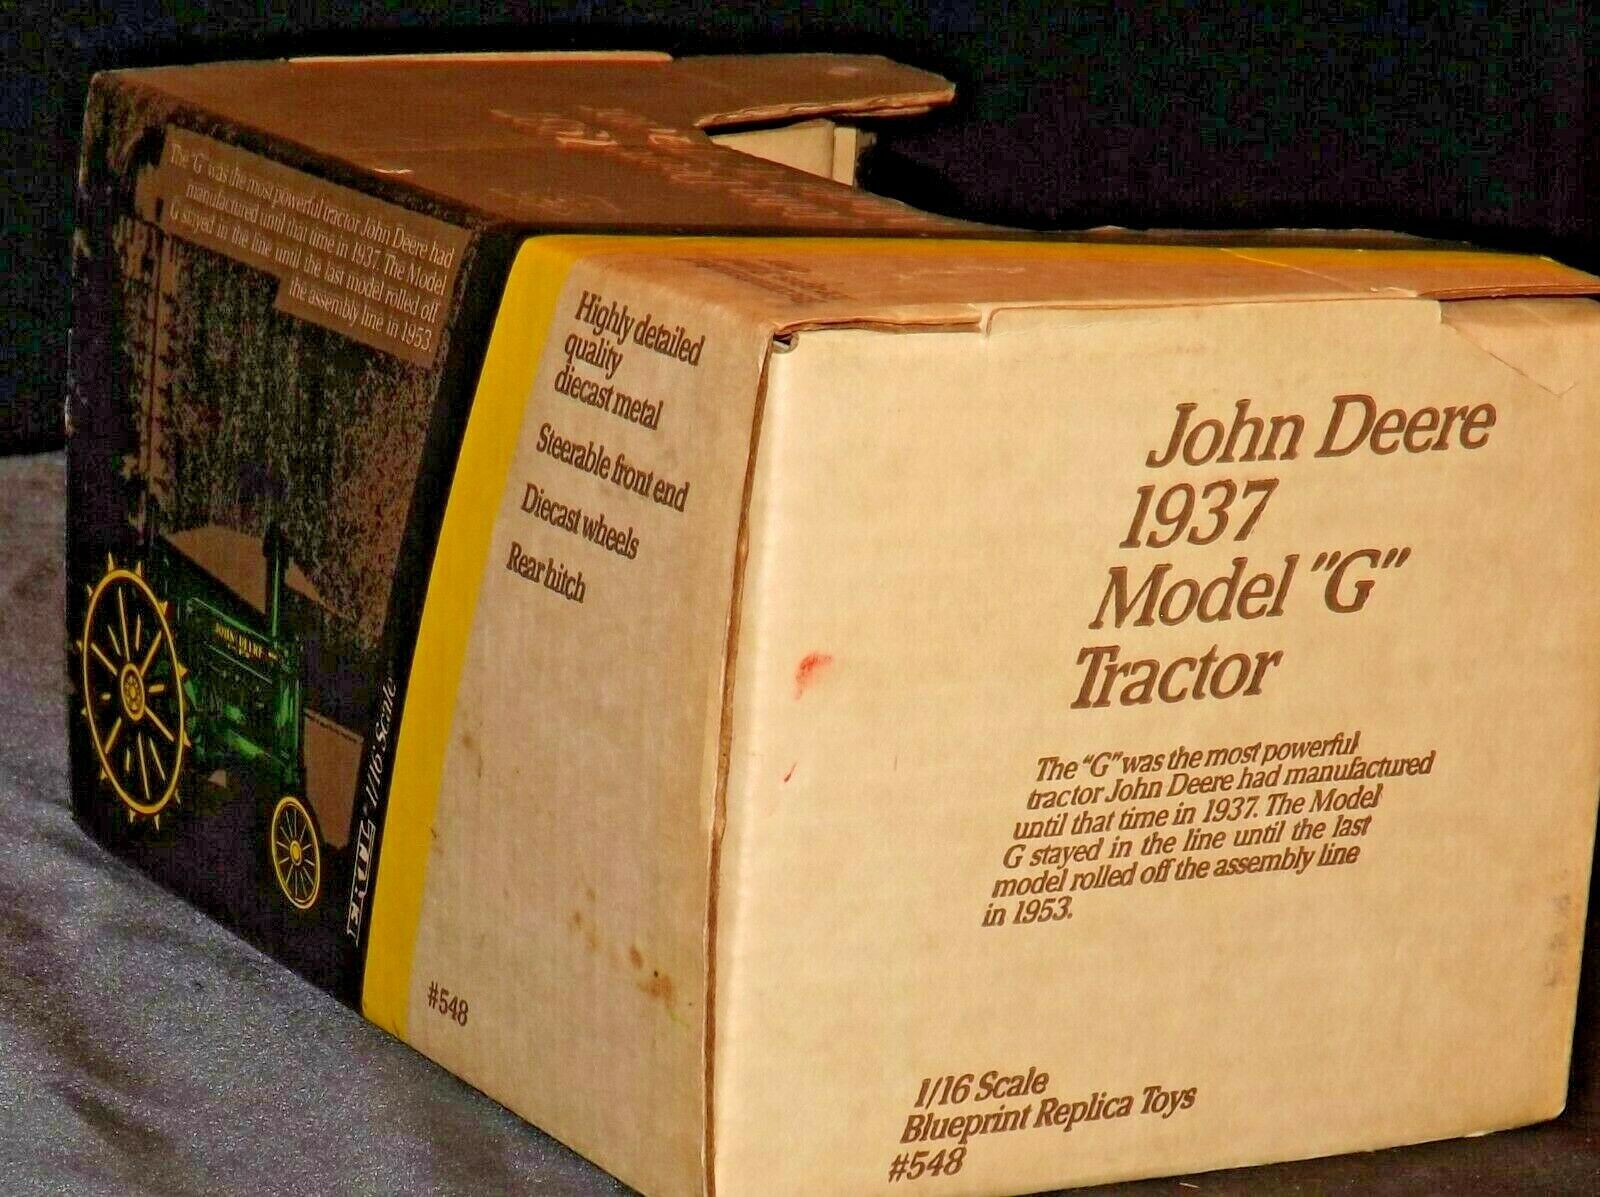 The "G" was the most powerful tractor John Deere had
manufactured until that time in 1937. The Model
G stayed in the line until the last model rolled off
the assembly line in 1953.
JOHN DEERE
1/16 Scale
ERTL
Highly detailed
quality
diecast metal
Steerable front end
Diecast wheels
Rear hitch
#548
John Deere
1937
Model "G"
Tractor
The "G" was the most powerful
tractor John Deere had manufactured
until that time in 1937. The Model
G stayed in the line until the last
model rolled off the assembly line
in 1953.
1/16 Scale
Blueprint Replica Toys
#548